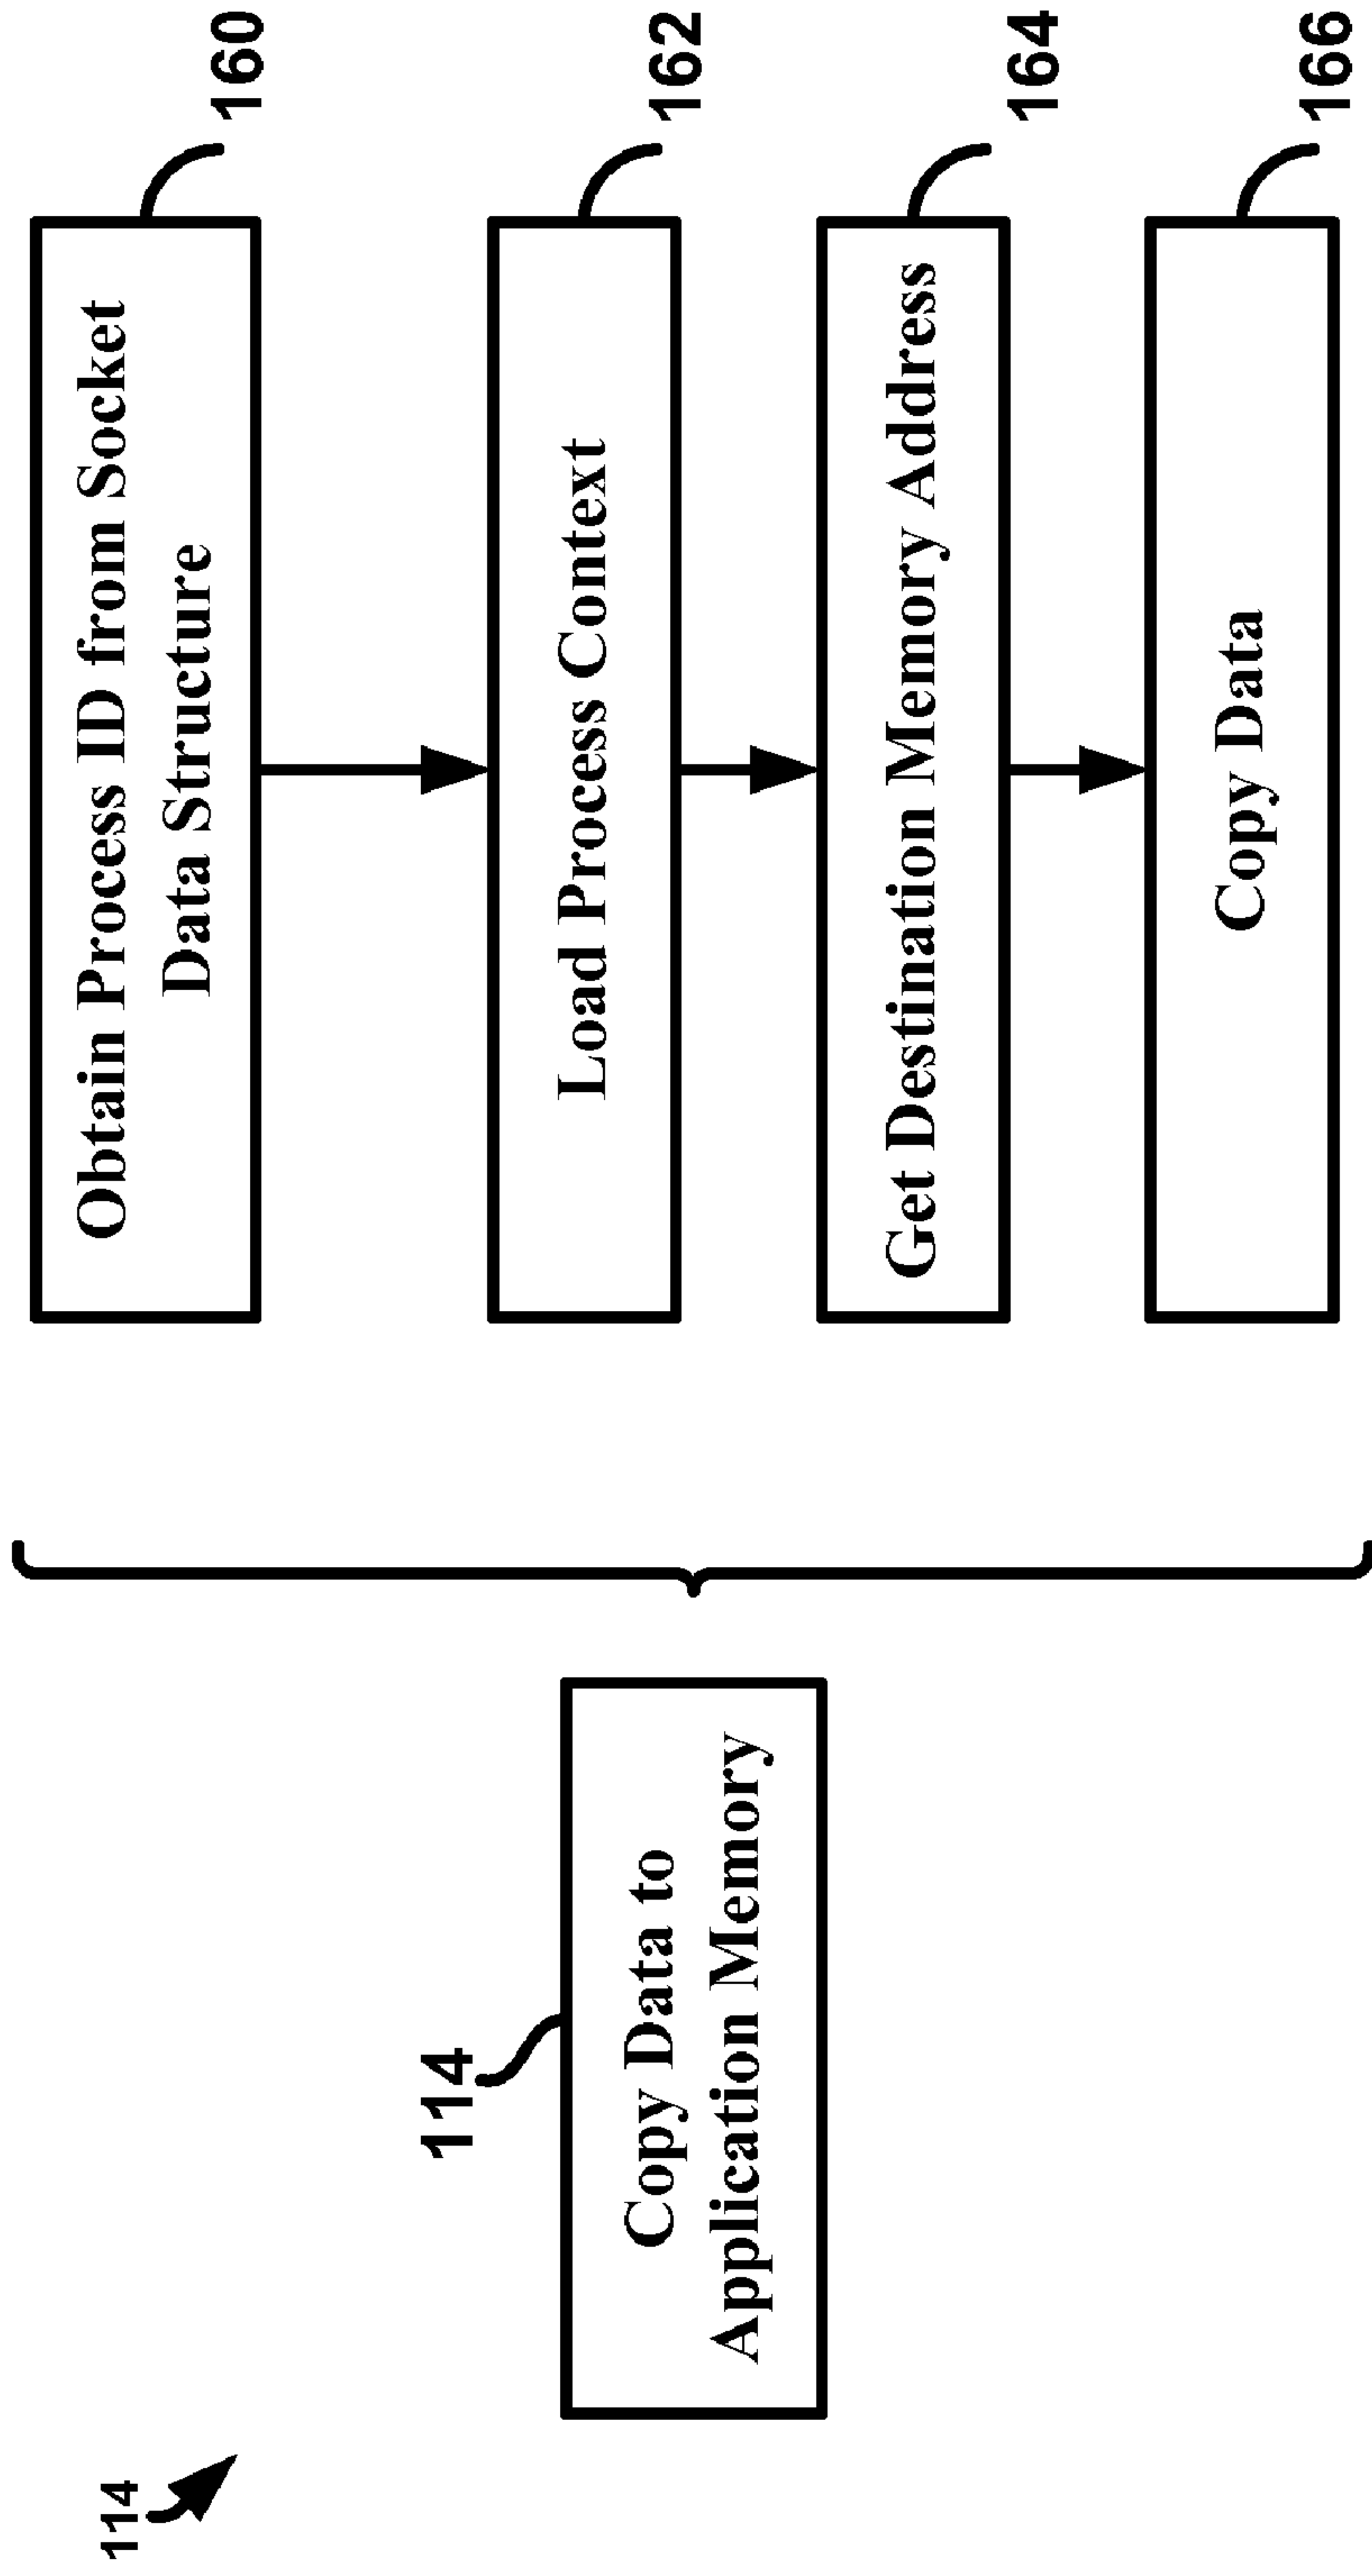 114
114
Copy Data to
Application Memory
Obtain Process ID from Socket
Data Structure
160
Load Process Context
162
Get Destination Memory Address
164
Copy Data
166